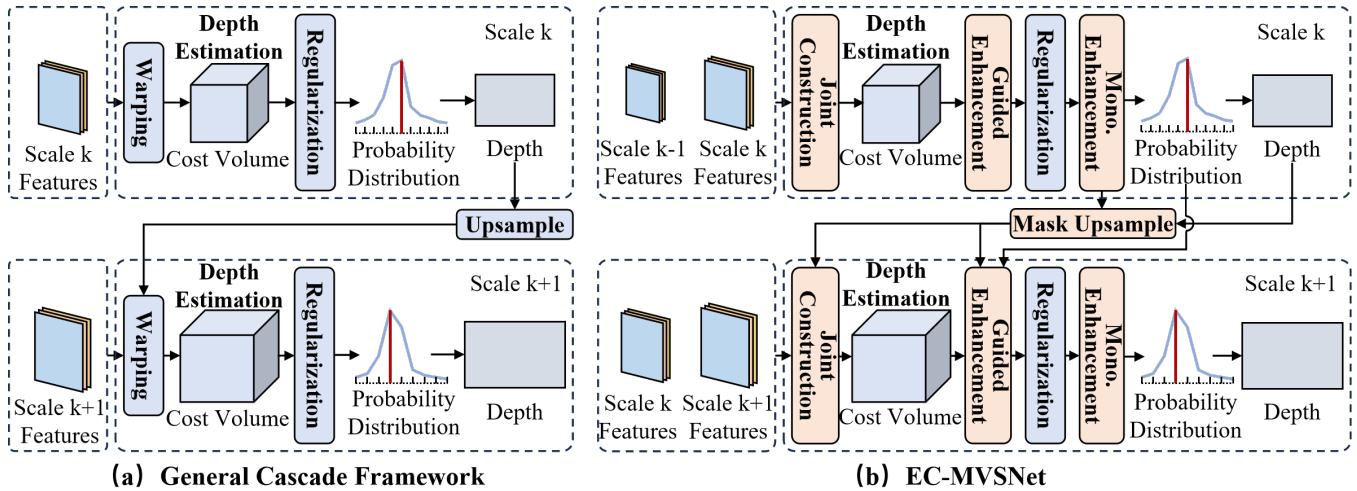 Depth
Estimation
Scale k
Warping
Regularization
Cost Volume
Probability
Distribution
Depth
Scale k
Features
Upsample
Depth
Estimation
Scale k+1
Warping
Regularization
Cost Volume
Probability
Distribution
Depth
Scale k+1
Features
(a) General Cascade Framework
Depth
Estimation
Scale k
Joint
Construction
Guided
Enhancement
Regularization
Mono.
Enhancement
Scale k-1
Features
Scale k
Features
Cost Volume
Probability
Distribution
Depth
Mask Upsample
Depth
Estimation
Scale k+1
Joint
Construction
Guided
Enhancement
Regularization
Mono.
Enhancement
Scale k
Features
Scale k+1
Features
Cost Volume
Probability
Distribution
Depth
(b) EC-MVSNet